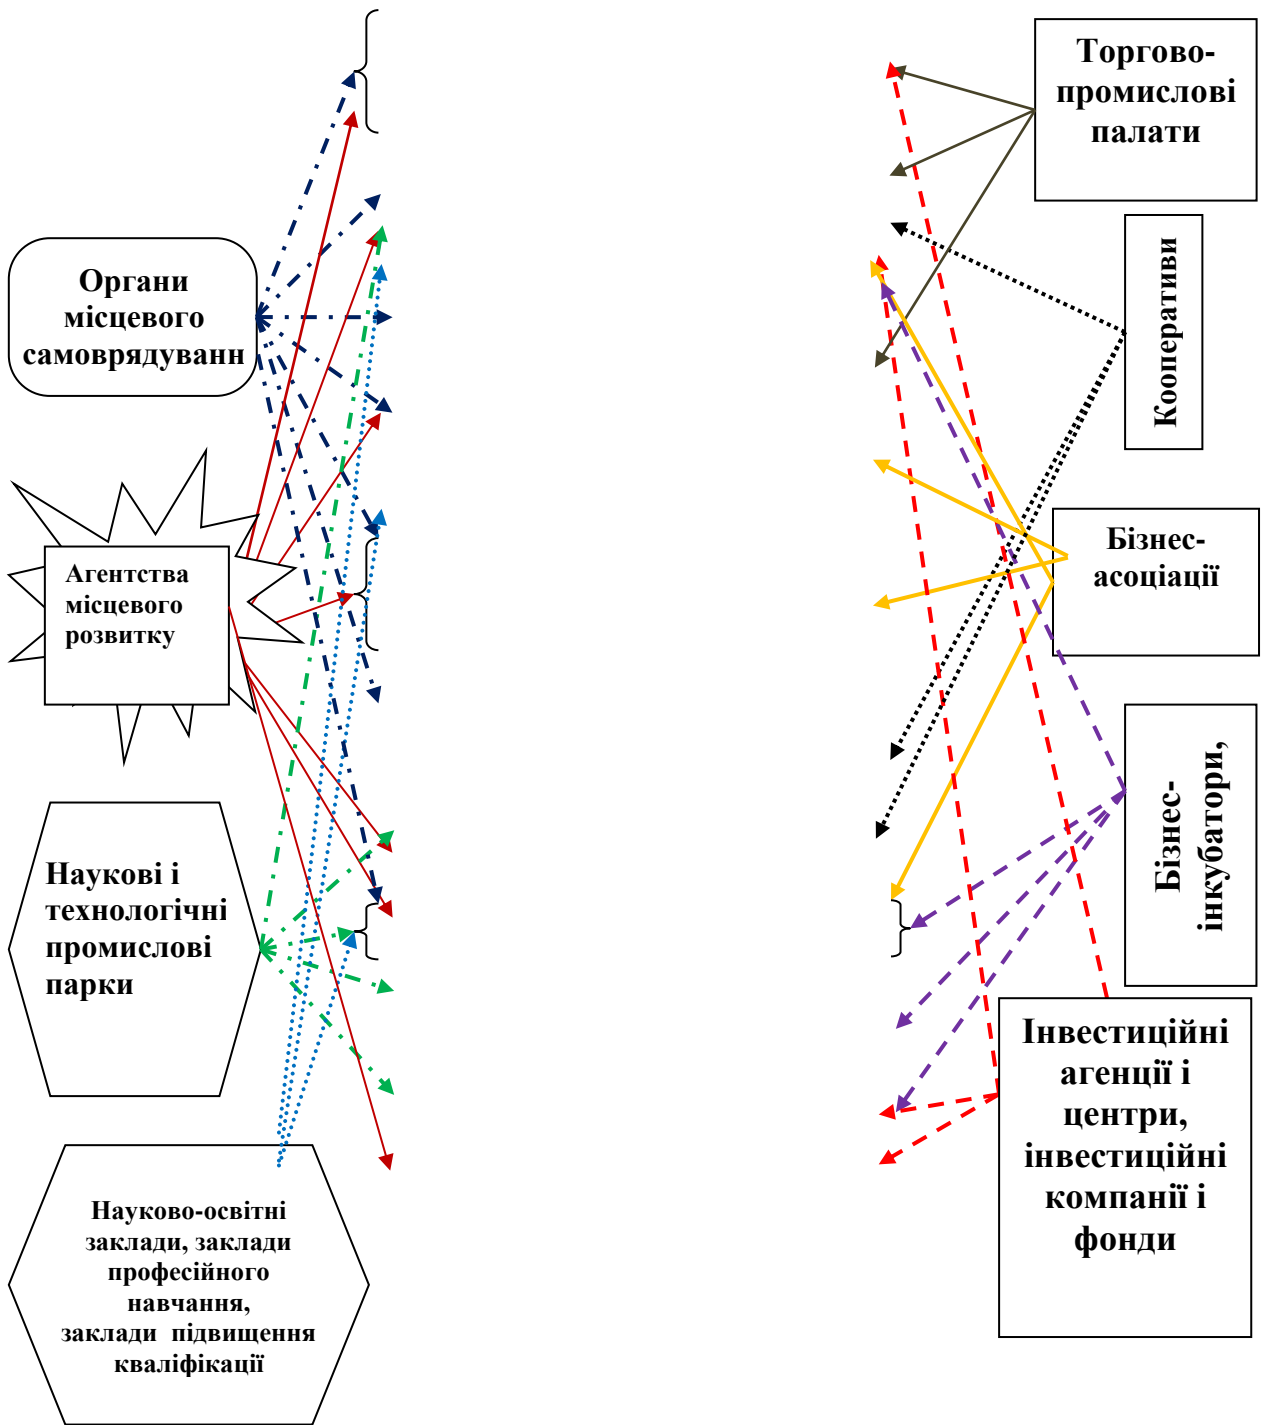 Органи
місцевого
самоврядуванн
Агентства
місцевого
розвитку
Наукові і
технологічні
промислові
парки
Науково-освітні
заклади, заклади
професійного
навчання,
заклади підвищення
кваліфікації
Торгово-
промислові
палати
Кооперативи
Бізнес-
асоціації
Бізнес-
інкубатори,
Інвестиційні
агенції і
центри,
інвестиційні
компанії і
фонди